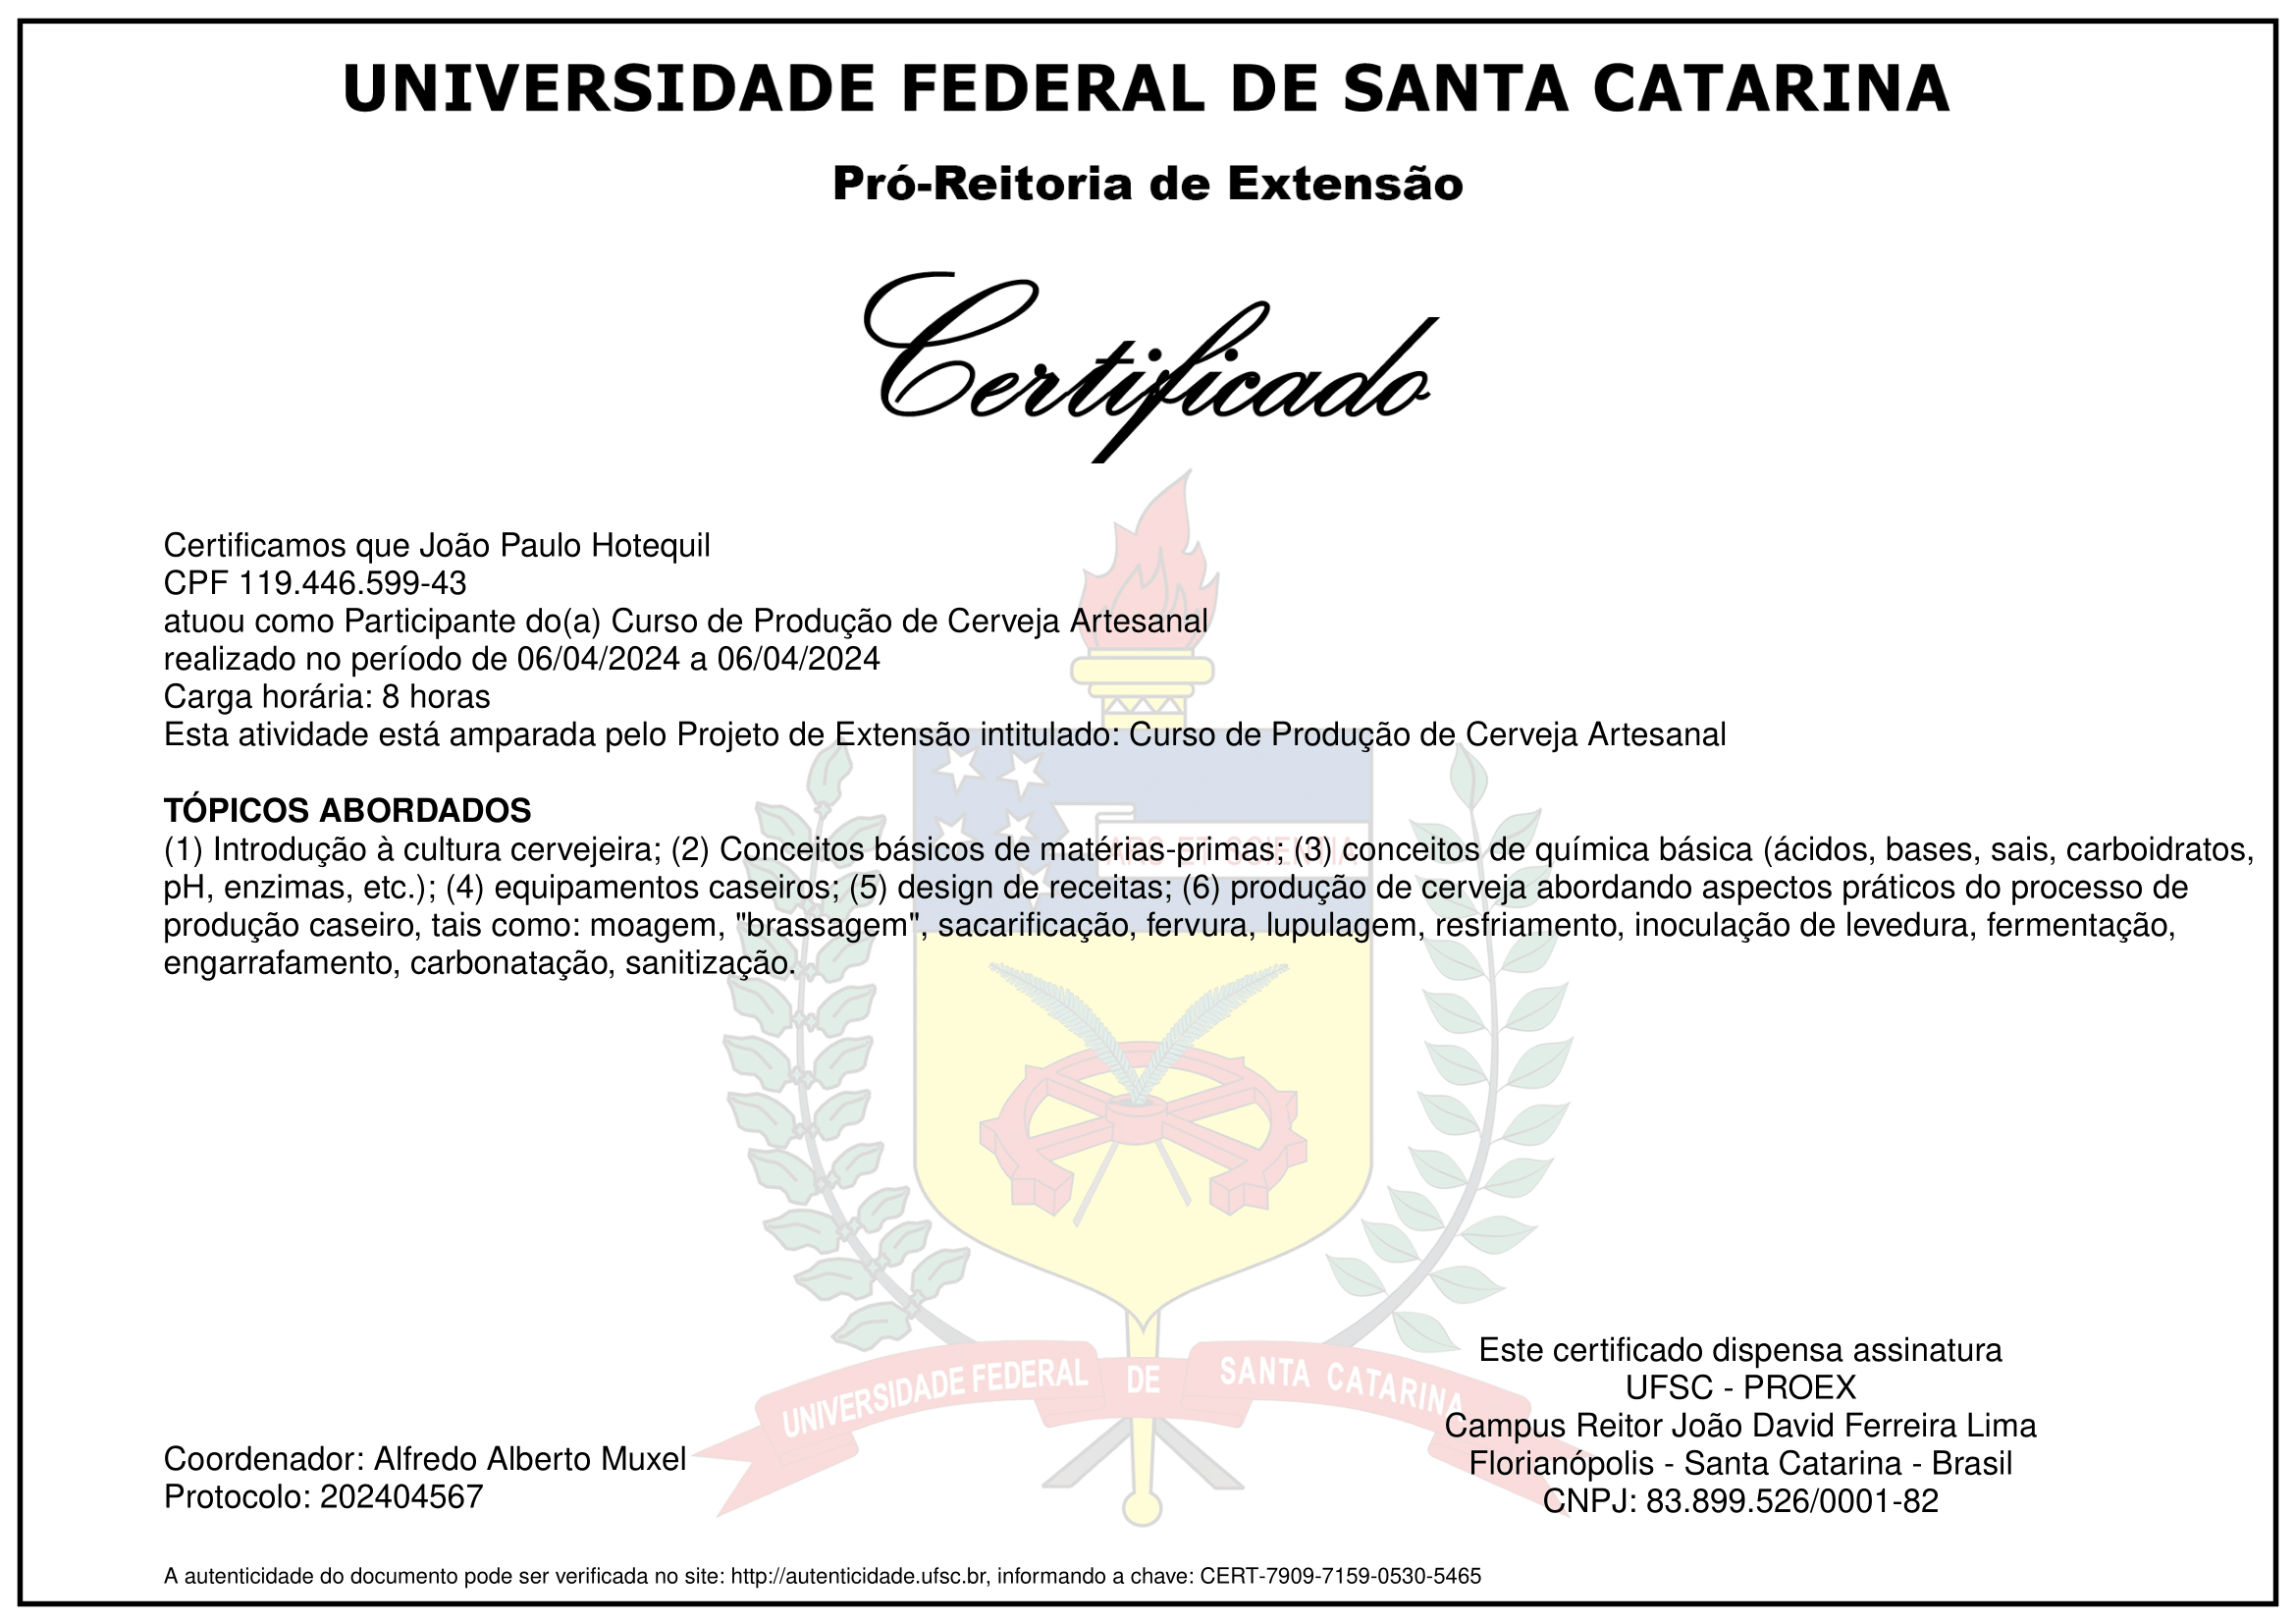 UNIVERSIDADE FEDERAL DE SANTA CATARINA
Pró-Reitoria de Extensão
Certificado
Certificamos que João Paulo Hotequil
CPF 119.446.599-43
atuou como Participante do(a) Curso de Produção de Cerveja Artesanal
realizado no período de 06/04/2024 a 06/04/2024
Carga horária: 8 horas
Esta atividade está amparada pelo Projeto de Extensão intitulado: Curso de Produção de Cerveja Artesanal
TÓPICOS ABORDADOS
(1) Introdução à cultura cervejeira; (2) Conceitos básicos de matérias-primas; (3) conceitos de química básica (ácidos, bases, sais, carboidratos,
pH, enzimas, etc.); (4) equipamentos caseiros; (5) design de receitas; (6) produção de cerveja abordando aspectos práticos do processo de
produção caseiro, tais como: moagem, "brassagem", sacarificação, fervura, lupulagem, resfriamento, inoculação de levedura, fermentação,
engarrafamento, carbonatação, sanitização.
ARS ET SCIENTIA
UNIVERSIDADE FEDERAL DE SANTA CATARINA
Coordenador: Alfredo Alberto Muxel
Protocolo: 202404567
Este certificado dispensa assinatura
UFSC - PROEX
Campus Reitor João David Ferreira Lima
Florianópolis - Santa Catarina - Brasil
CNPJ: 83.899.526/0001-82
A autenticidade do documento pode ser verificada no site: http://autenticidade.ufsc.br, informando a chave: CERT-7909-7159-0530-5465